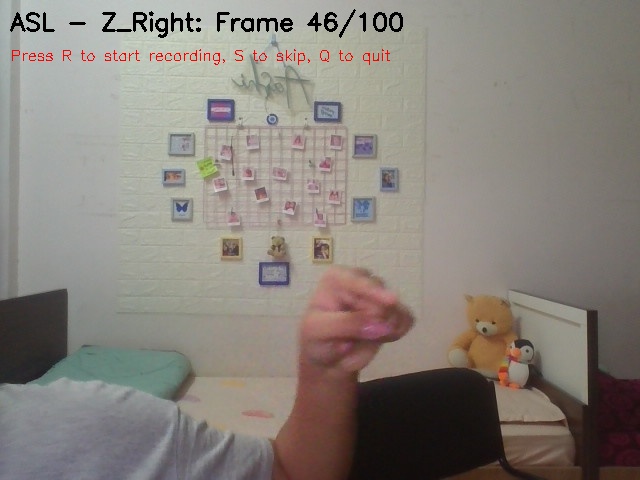 ASL - Z_Right: Frame 46/100
Press R to start recording, S to skip, Q to quit